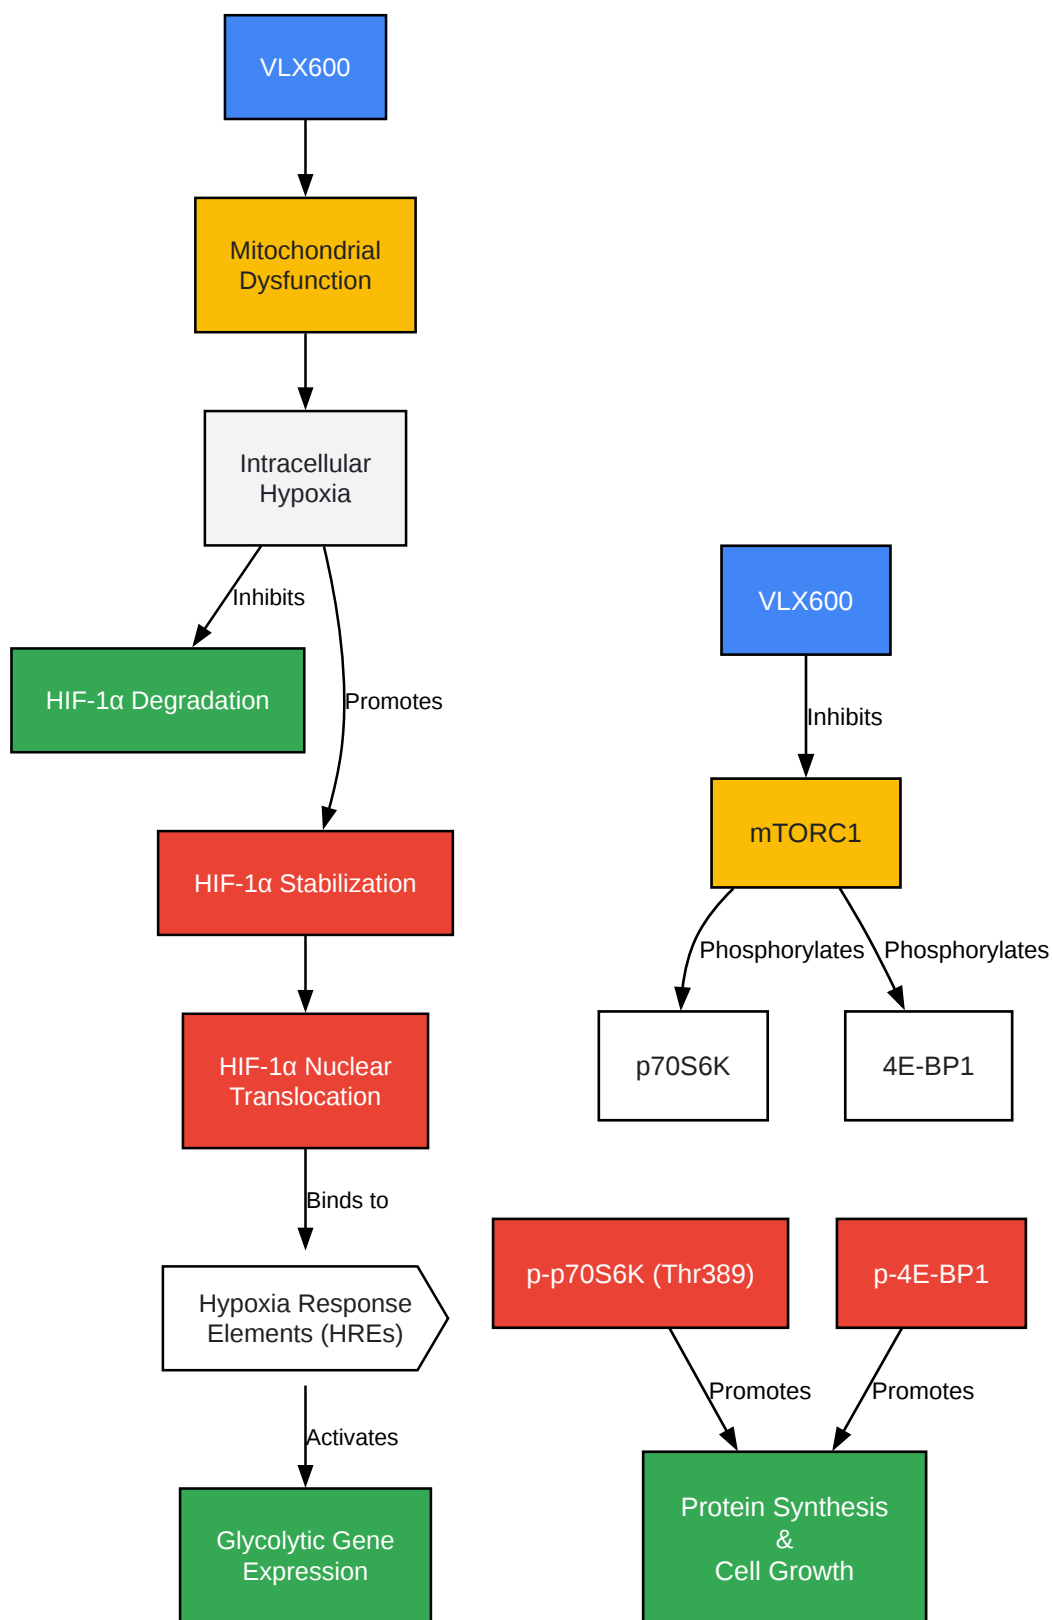 VLX600
Mitochondrial
Dysfunction
Intracellular
Hypoxia
Inhibits
HIF-1α Degradation
Promotes
HIF-1α Stabilization
HIF-1α Nuclear
Translocation
Binds to
Hypoxia Response
Elements (HREs)
Activates
Glycolytic Gene
Expression
VLX600
Inhibits
mTORC1
Phosphorylates
Phosphorylates
p70S6K
4E-BP1
p-p70S6K (Thr389)
p-4E-BP1
Promotes
Promotes
Protein Synthesis
&
Cell Growth